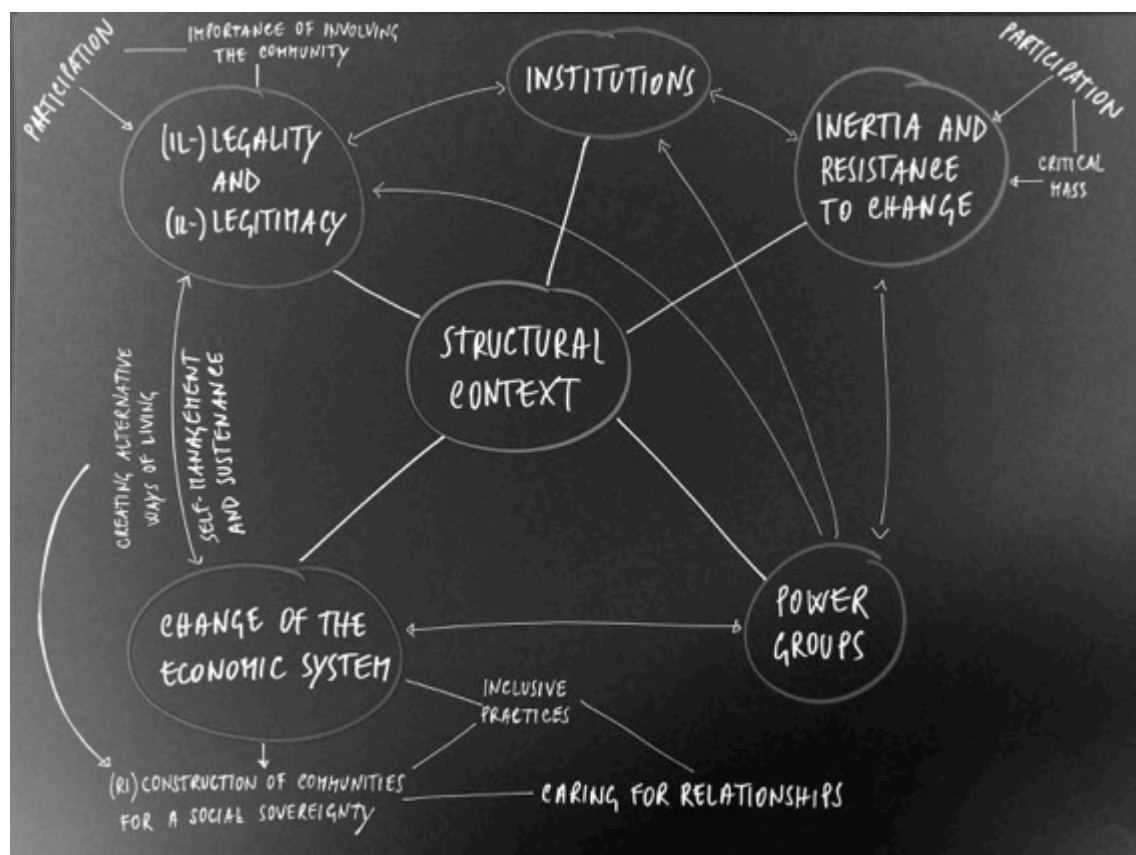 PARTICIPATION
IMPORTANCE OF INVOLVING
THE COMMUNITY
INSTITUTIONS
PARTICIPATION
(IL-) LEGALITY
AND
(IL-) LEGITIMACY
INERTIA AND
RESISTANCE
TO CHANGE
CRITICAL
MASS
STRUCTURAL
CONTEXT
CREATING ALTERNATIVE
WAYS OF LIVING
SELF-MANAGEMENT
AND SUSTENANCE
CHANGE OF THE
ECONOMIC SYSTEM
POWER
GROUPS
INCLUSIVE
PRACTICES
(RI) CONSTRUCTION OF COMMUNITIES
FOR A SOCIAL SOVEREIGNTY
CARING FOR RELATIONSHIPS